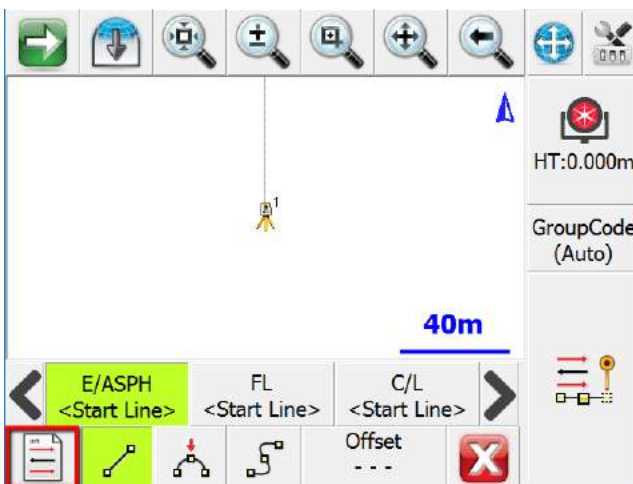 1
HT:0.000m
GroupCode
(Auto)
40m
E/ASPH
<Start Line>
FL
<Start Line>
C/L
<Start Line>
Offset
- - -